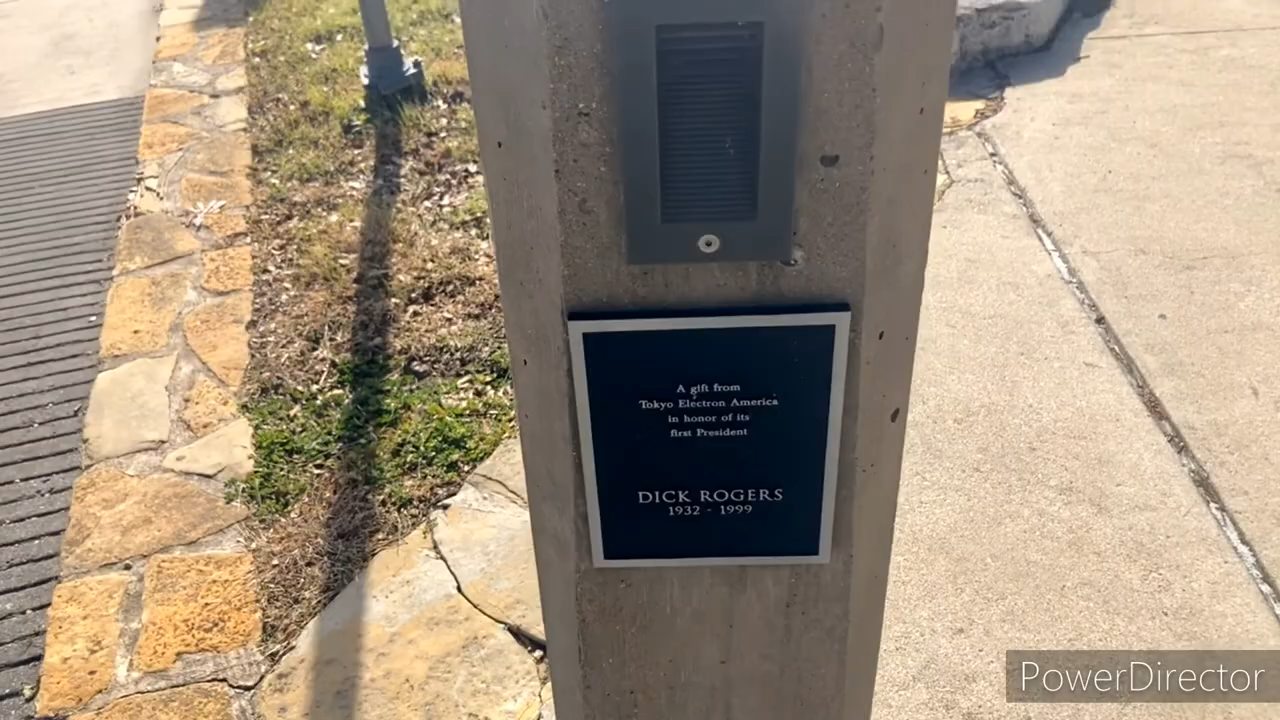 A gift from
Tokyo Electron America
in honor of its
first President
DICK ROGERS
1932 - 1999
PowerDirector